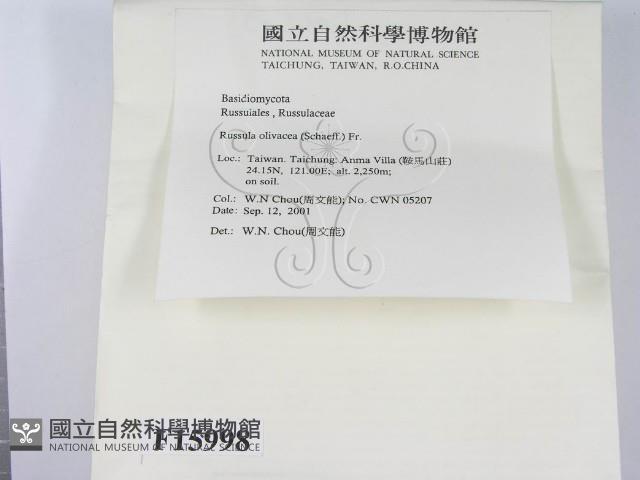 國立自然科學博物館
NATIONAL MUSEUM OF NATURAL SCIENCE
TAICHUNG, TAIWAN, R.O.CHINA
Basidiomycota
Russuiales , Russulaceae
Russula olivacea (Schaeff.) Fr.
Loc.: Taiwan. Taichung: Anma Villa (鞍馬山莊)
24.15N, 121.00E; alt. 2,250m;
on soil.
Col.: W.N Chou(周文能); No. CWN 05207
Date: Sep. 12, 2001
Det.: W.N. Chou(周文能)
國立自然科學博物館
NATIONAL MUSEUM OF NATURAL SCIENCE
F15998